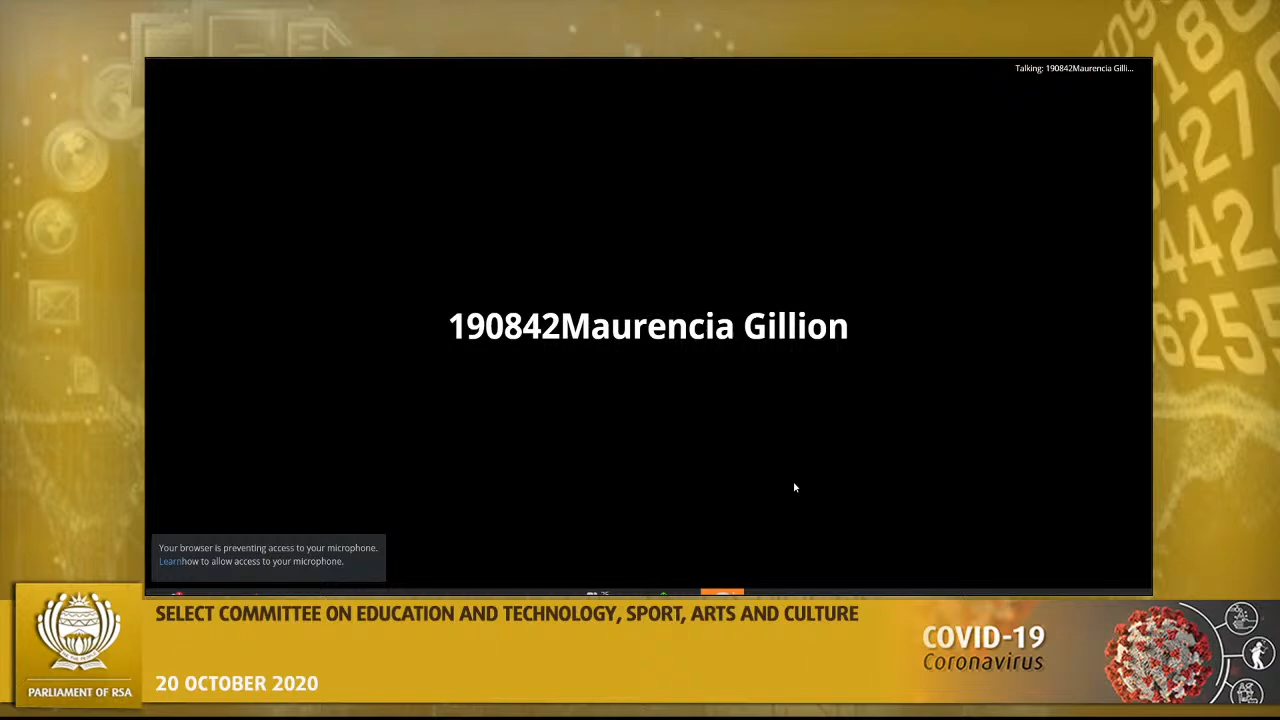 Talking: 190842Maurencia Gilli...
190842Maurencia Gillion
Your browser is preventing access to your microphone.
Learnhow to allow access to your microphone.
SELECT COMMITTEE ON EDUCATION AND TECHNOLOGY, SPORT, ARTS AND CULTURE
COVID-19
Coronavirus
PARLIAMENT OF RSA
20 OCTOBER 2020